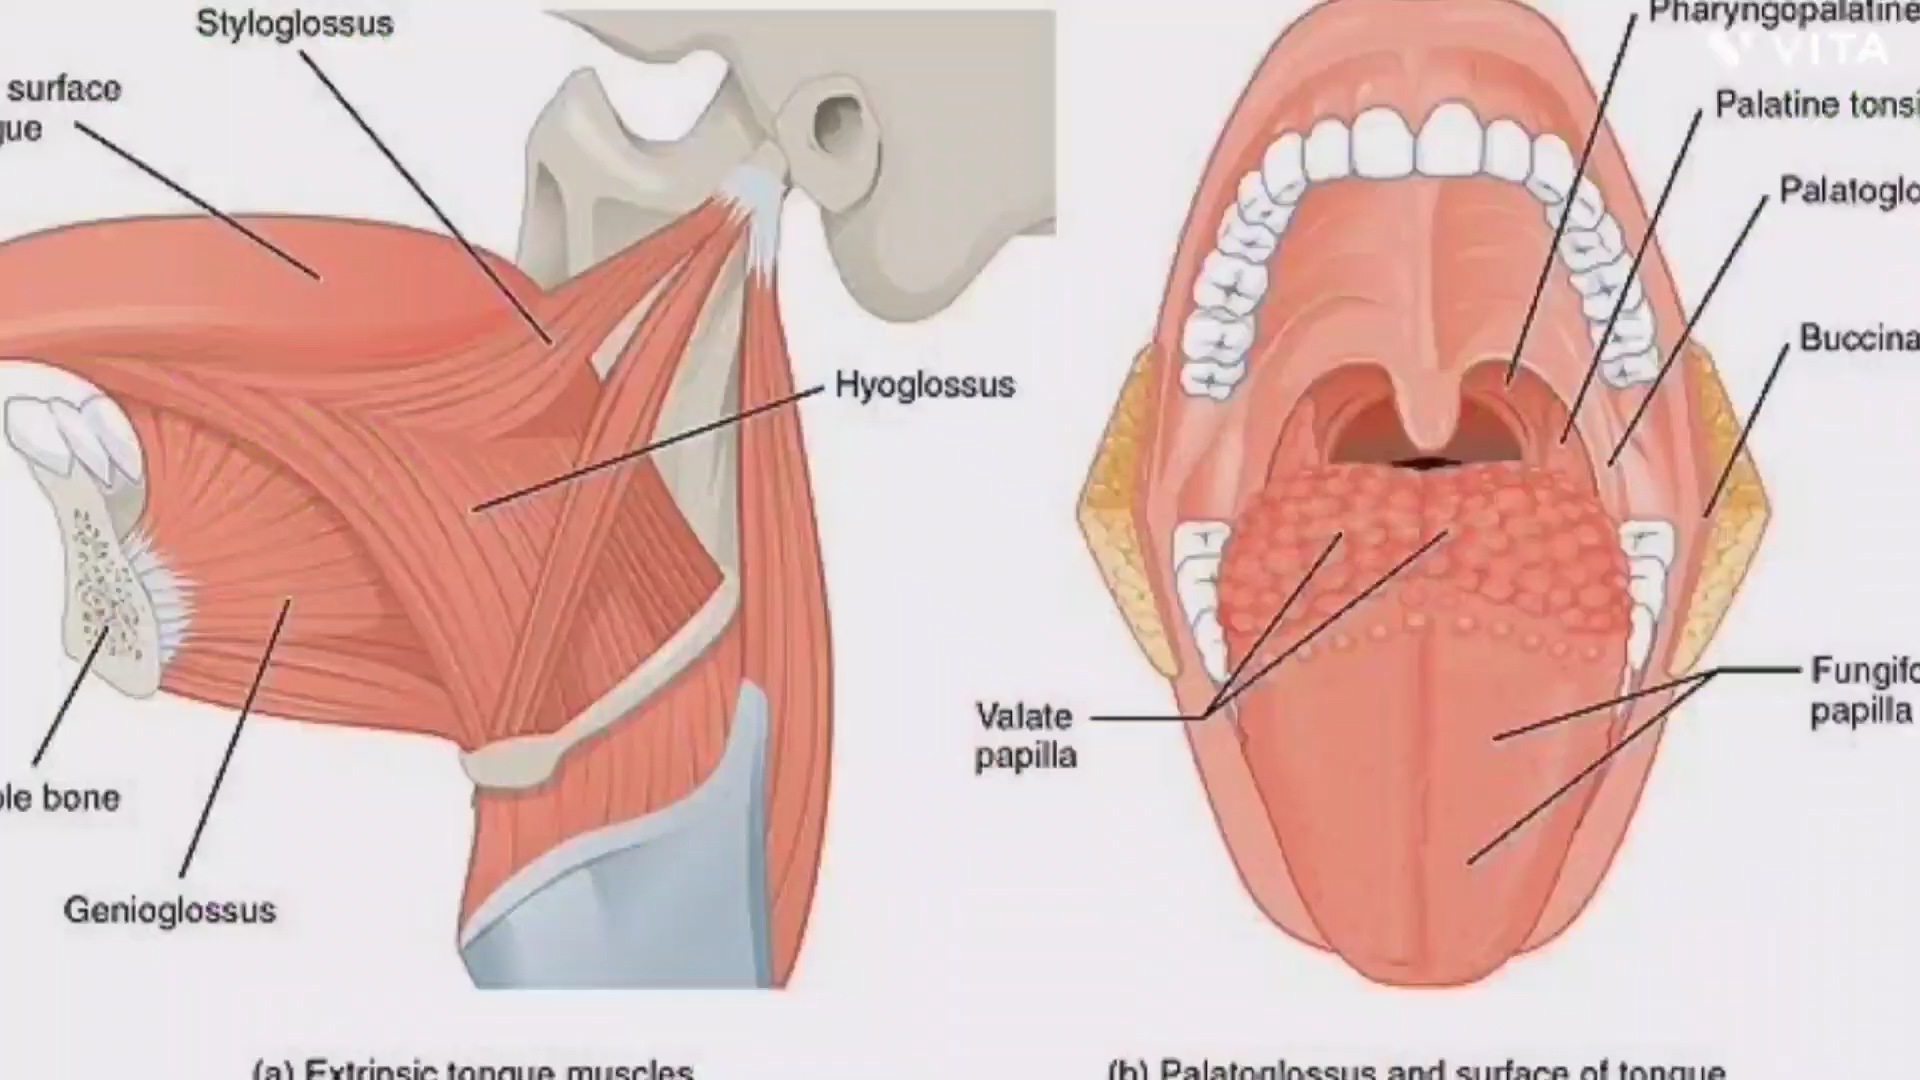 Styloglossus
surface
gue
Hyoglossus
ble bone
Genioglossus
(a) Extrinsic tongue muscles
Pharyngopalatine
VITA
Palatine tonsi
Palatoglo
Buccina
Valate
papilla
Fungifo
papilla
(b) Palatoglossus and surface of tongue